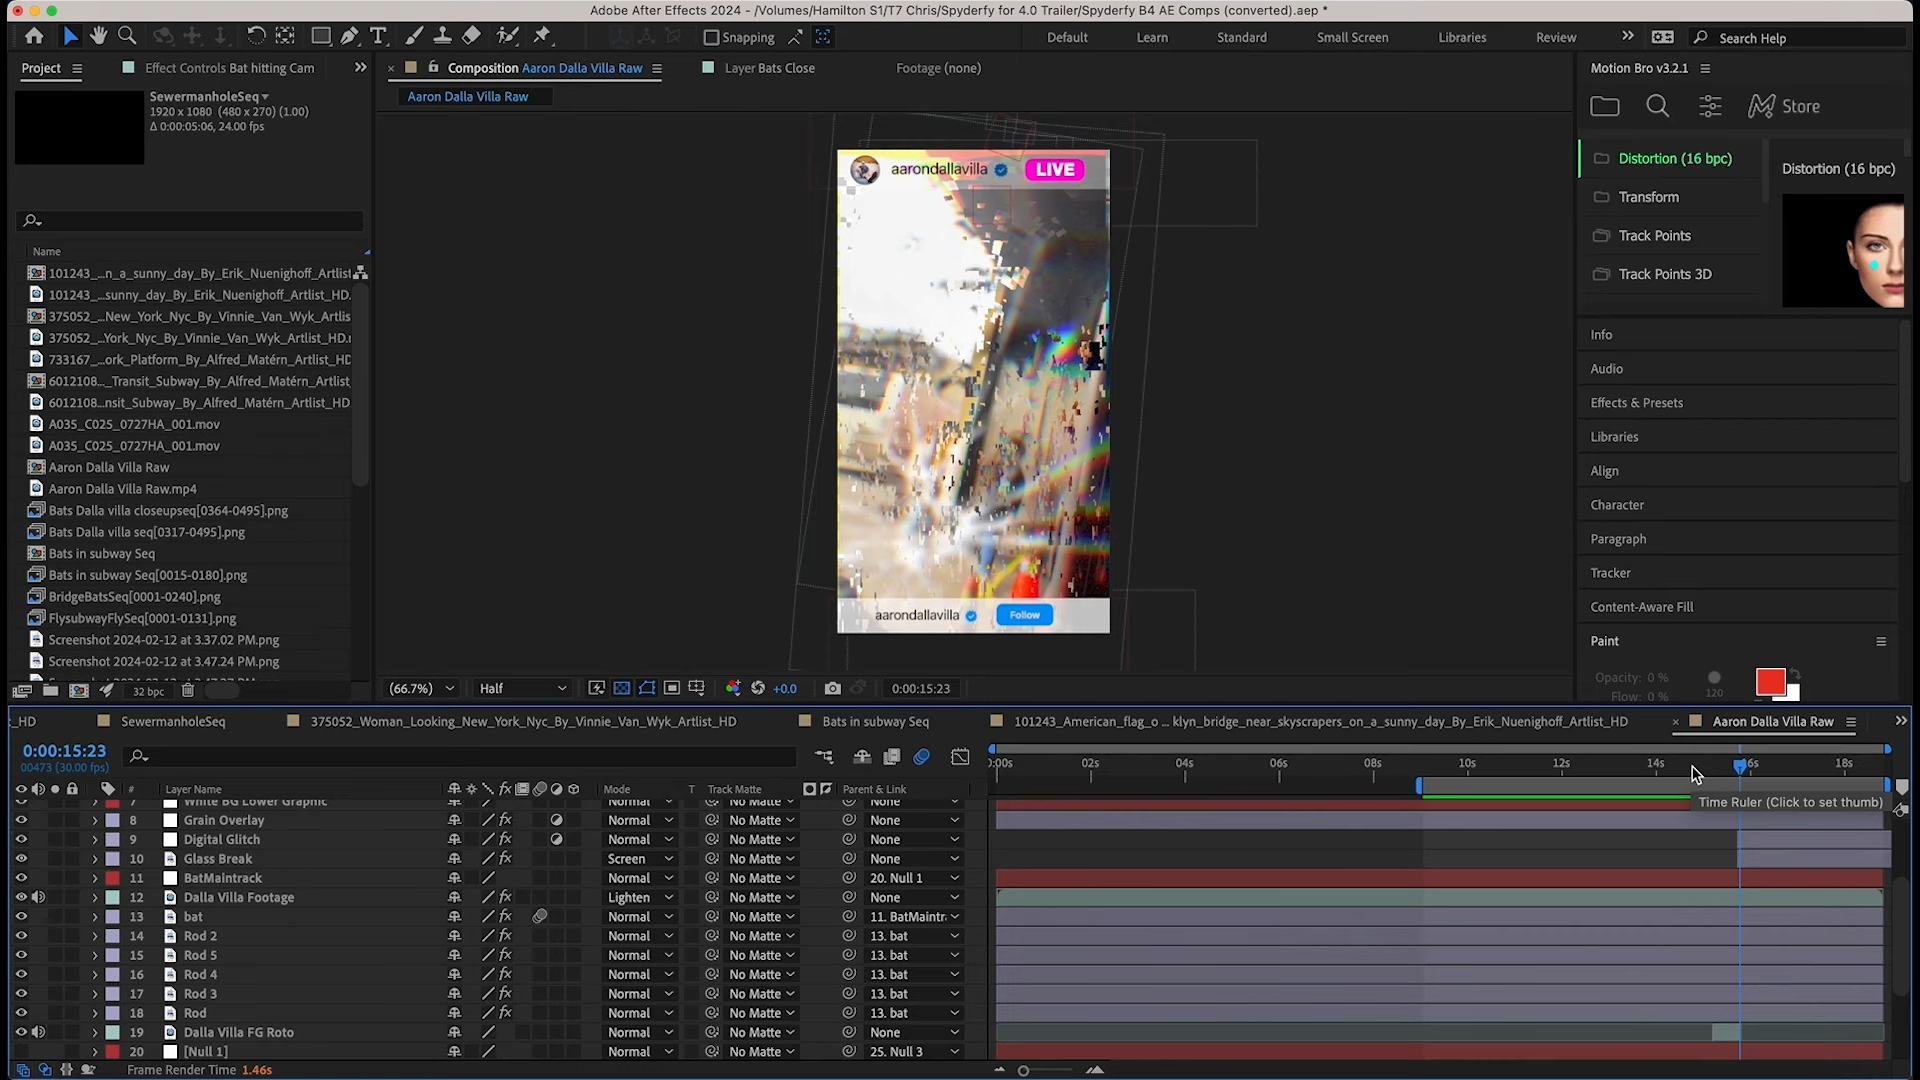 Adobe After Effects 2024 - /Volumes/Hamilton S1/T7 Chris/Spyderfy for 4.0 Trailer/Spyderfy B4 AE Comps (converted).aep *
Snapping
Default
Learn
Standard
Small Screen
Libraries
Review
Search Help
Project
Effect Controls Bat hitting Cam
Composition Aaron Dalla Villa Raw
Layer Bats Close
Footage (none)
Motion Bro v3.2.1
Aaron Dalla Villa Raw
SewermanholeSeq
1920 x 1080 (480 x 270) (1.00)
Δ 0:00:05:06, 24.00 fps
Store
Distortion (16 bpc)
Transform
Track Points
Track Points 3D
Distortion (16 bpc)
Name
101243_...n_a_sunny_day_By_Erik_Nuenighoff_Artlist
101243_...sunny_day_By_Erik_Nuenighoff_Artlist_HD.
375052_...New_York_Nyc_By_Vinnie_Van_Wyk_Artlis
375052_...York_Nyc_By_Vinnie_Van_Wyk_Artlist_HD.
733167_...ork_Platform_By_Alfred_Matérn_Artlist_HD
6012108..._Transit_Subway_By_Alfred_Matérn_Artlist
6012108...nsit_Subway_By_Alfred_Matérn_Artlist_HD.
A035_C025_0727HA_001.mov
A035_C025_0727HA_001.mov
Aaron Dalla Villa Raw
Aaron Dalla Villa Raw.mp4
Bats Dalla villa closeupseq[0364-0495].png
Bats Dalla villa seq[0317-0495].png
Bats in subway Seq
Bats in subway Seq[0015-0180].png
BridgeBatsSeq[0001-0240].png
FlysubwayFlySeq[0001-0131].png
Screenshot 2024-02-12 at 3.37.02 PM.png
Screenshot 2024-02-12 at 3.47.24 PM.png
32 bpc
aarondallavilla
LIVE
aarondallavilla
Follow
(66.7%)
Half
+0.0
0:00:15:23
Info
Audio
Effects & Presets
Libraries
Align
Character
Paragraph
Tracker
Content-Aware Fill
Paint
Opacity: 0 %
Flow: 0 %
120
t_HD
SewermanholeSeq
375052_Woman_Looking_New_York_Nyc_By_Vinnie_Van_Wyk_Artlist_HD
Bats in subway Seq
101243_American_flag_o ... klyn_bridge_near_skyscrapers_on_a_sunny_day_By_Erik_Nuenighoff_Artlist_HD
Aaron Dalla Villa Raw
0:00:15:23
00473 (30.00 fps)
0:00s 02s 04s 06s 08s 10s 12s 14s 16s 18s
Time Ruler (Click to set thumb)
# Layer Name Mode T Track Matte Parent & Link
7 White BG Lower Graphic Normal No Matte None
8 Grain Overlay Normal No Matte None
9 Digital Glitch Normal No Matte None
10 Glass Break Screen No Matte None
11 BatMaintrack Normal No Matte 20. Null 1
12 Dalla Villa Footage Lighten No Matte None
13 bat Normal No Matte 11. BatMaintr
14 Rod 2 Normal No Matte 13. bat
15 Rod 5 Normal No Matte 13. bat
16 Rod 4 Normal No Matte 13. bat
17 Rod 3 Normal No Matte 13. bat
18 Rod Normal No Matte 13. bat
19 Dalla Villa FG Roto Normal No Matte None
20 [Null 1] Normal No Matte 25. Null 3
Frame Render Time 1.46s